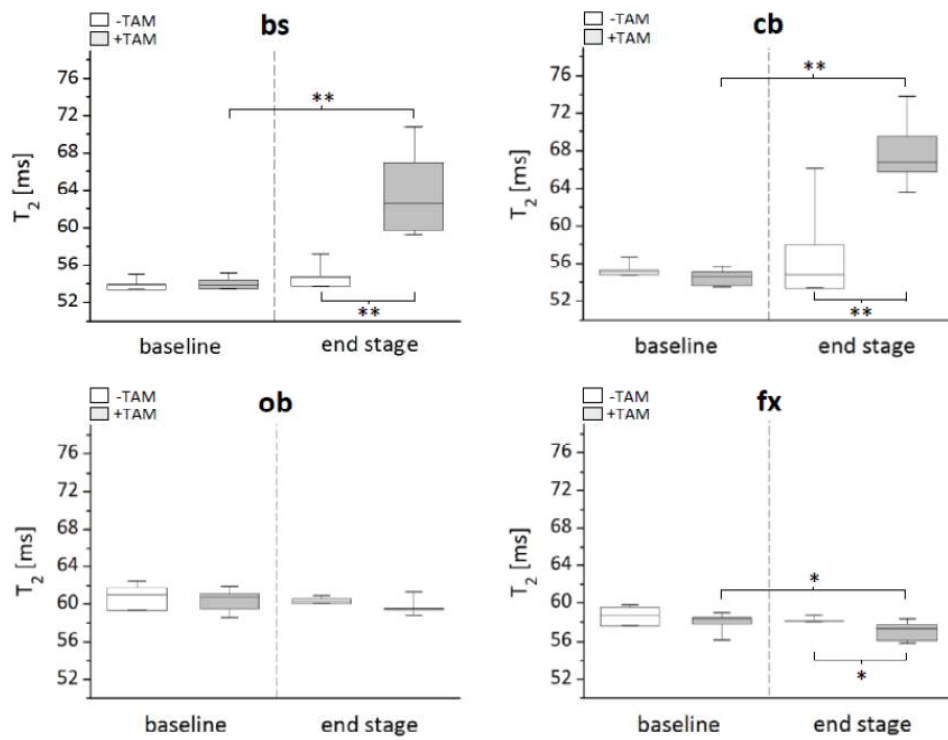 -TAM
+TAM
bs
T2 [ms]
76
72
68
64
60
56
52
**
**
baseline
end stage
-TAM
+TAM
cb
T2 [ms]
76
72
68
64
60
56
52
**
**
baseline
end stage
-TAM
+TAM
ob
T2 [ms]
76
72
68
64
60
56
52
baseline
end stage
-TAM
+TAM
fx
T2 [ms]
76
72
68
64
60
56
52
*
*
baseline
end stage